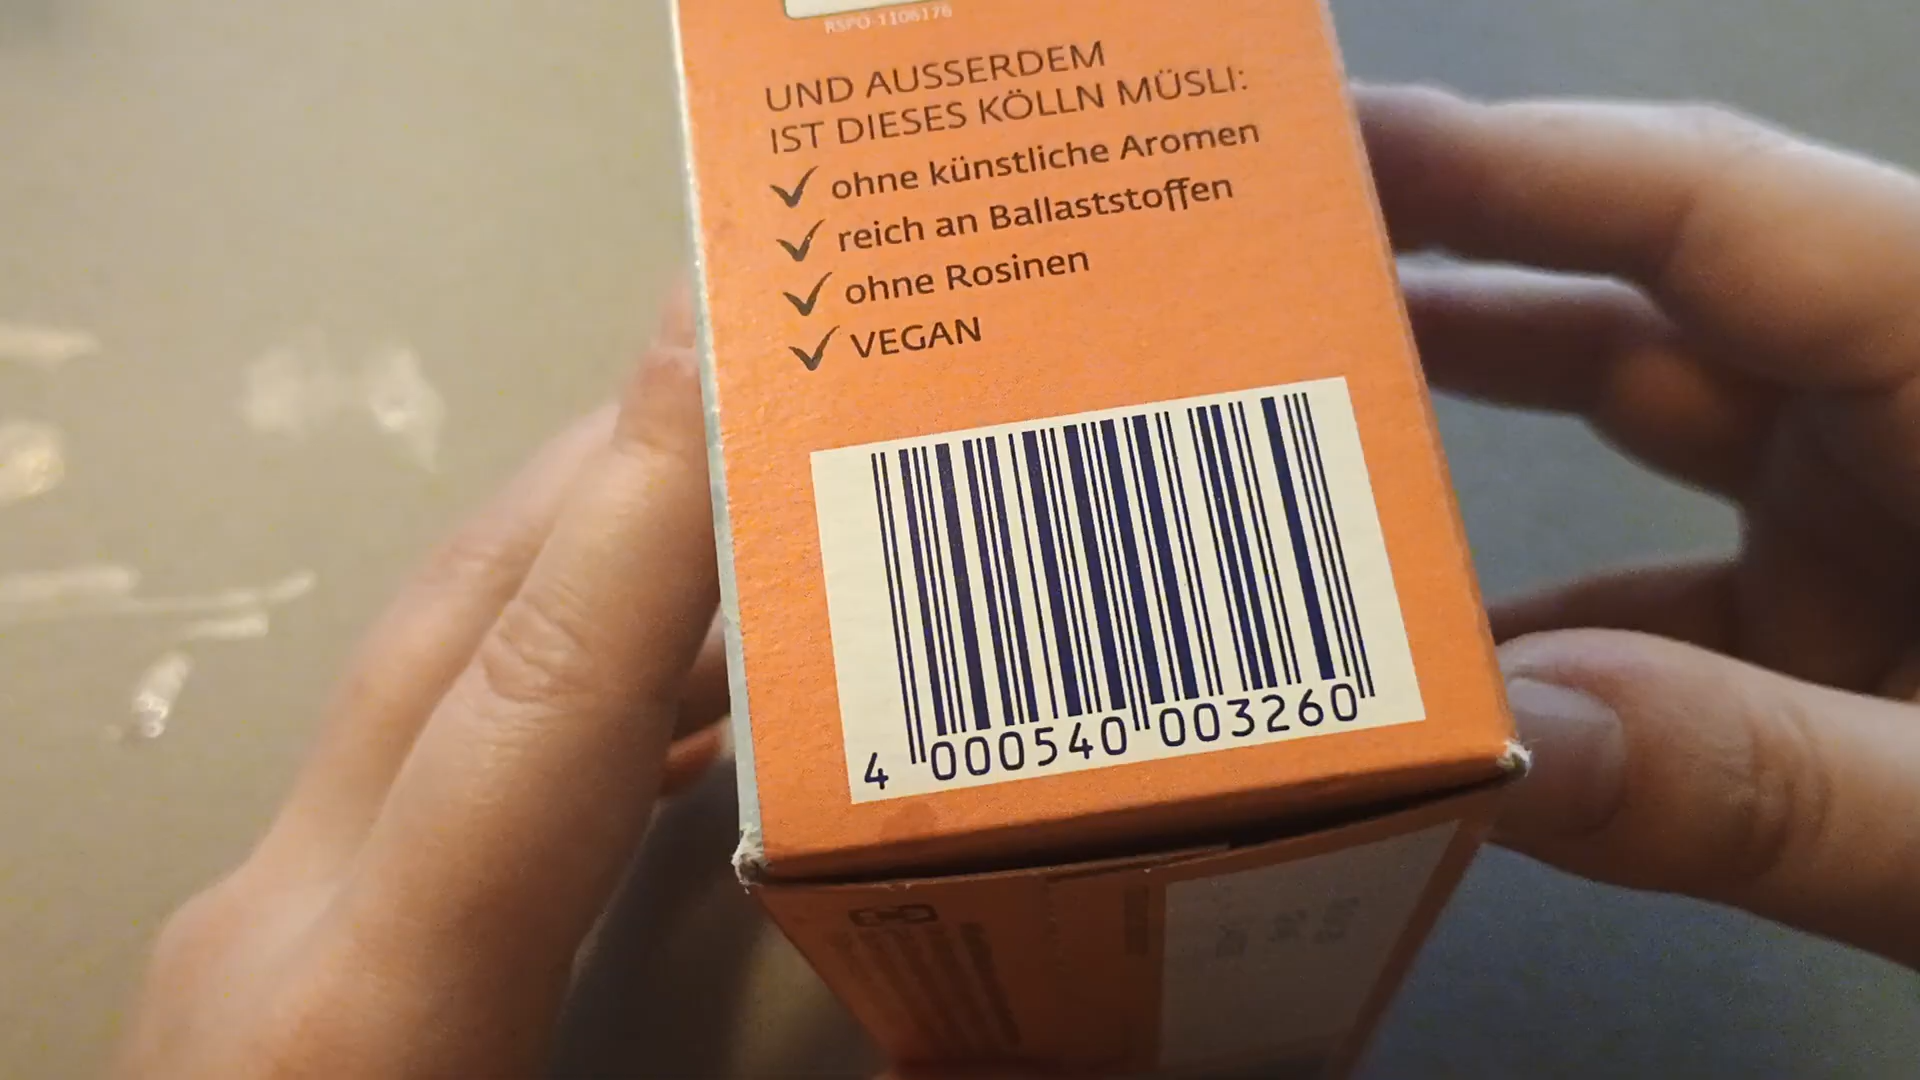 RSPO-1106176
UND AUSSERDEM
IST DIESES KÖLLN MÜSLI:
ohne künstliche Aromen
reich an Ballaststoffen
ohne Rosinen
VEGAN
4 000540 003260